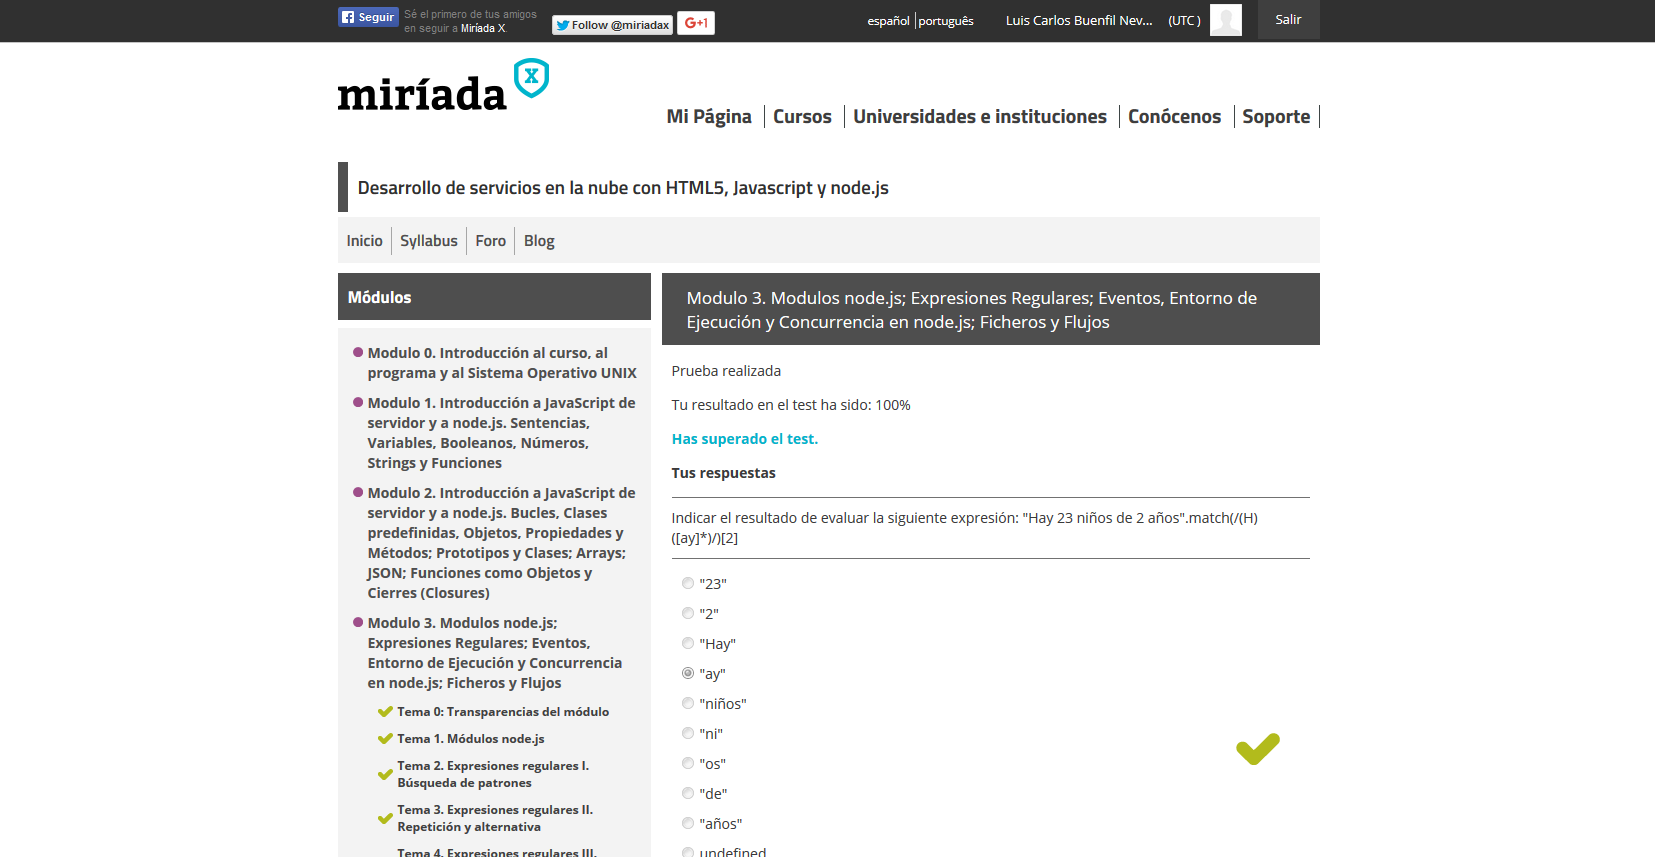 Seguir
Sé el primero de tus amigos
en seguir a Miríada X.
Follow @miriadax
G+1
español
português
Luis Carlos Buenfil Nev...
(UTC )
Salir
miríada X
Mi Página
Cursos
Universidades e instituciones
Conócenos
Soporte
Desarrollo de servicios en la nube con HTML5, Javascript y node.js
Inicio
Syllabus
Foro
Blog
Módulos
Modulo 0. Introducción al curso, al
programa y al Sistema Operativo UNIX
Modulo 1. Introducción a JavaScript de
servidor y a node.js. Sentencias,
Variables, Booleanos, Números,
Strings y Funciones
Modulo 2. Introducción a JavaScript de
servidor y a node.js. Bucles, Clases
predefinidas, Objetos, Propiedades y
Métodos; Prototipos y Clases; Arrays;
JSON; Funciones como Objetos y
Cierres (Closures)
Modulo 3. Modulos node.js;
Expresiones Regulares; Eventos,
Entorno de Ejecución y Concurrencia
en node.js; Ficheros y Flujos
Tema 0: Transparencias del módulo
Tema 1. Módulos node.js
Tema 2. Expresiones regulares I.
Búsqueda de patrones
Tema 3. Expresiones regulares II.
Repetición y alternativa
Tema 4. Expresiones regulares III.
Modulo 3. Modulos node.js; Expresiones Regulares; Eventos, Entorno de
Ejecución y Concurrencia en node.js; Ficheros y Flujos
Prueba realizada
Tu resultado en el test ha sido: 100%
Has superado el test.
Tus respuestas
Indicar el resultado de evaluar la siguiente expresión: "Hay 23 niños de 2 años".match(/(H)
([ay]*)/)[2]
"23"
"2"
"Hay"
"ay"
"niños"
"ni"
"os"
"de"
"años"
undefined